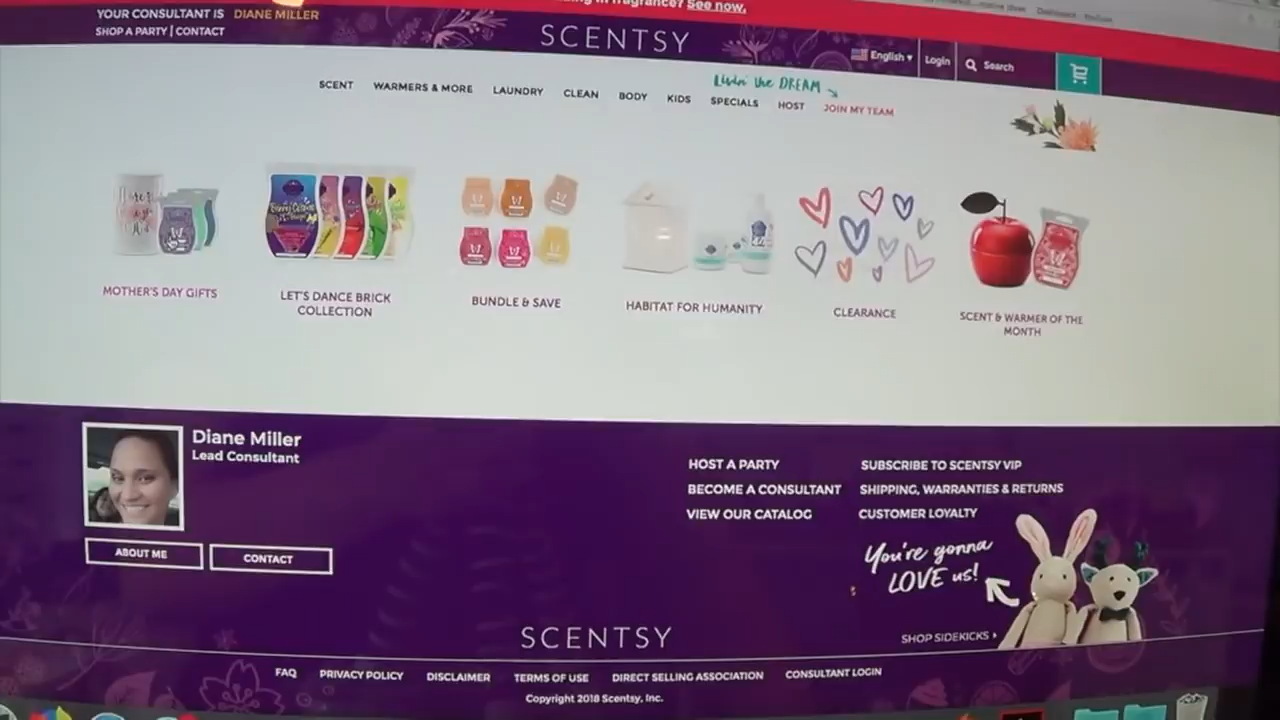 in fragrance? See now.
YOUR CONSULTANT IS DIANE MILLER
SHOP A PARTY | CONTACT
SCENTSY
English
Login
Search
Livin' the DREAM
SCENT WARMERS & MORE LAUNDRY CLEAN BODY KIDS SPECIALS HOST JOIN MY TEAM
MOTHER'S DAY GIFTS
LET'S DANCE BRICK
COLLECTION
BUNDLE & SAVE
HABITAT FOR HUMANITY
CLEARANCE
SCENT & WARMER OF THE
MONTH
Diane Miller
Lead Consultant
ABOUT ME
CONTACT
HOST A PARTY
BECOME A CONSULTANT
VIEW OUR CATALOG
SUBSCRIBE TO SCENTSY VIP
SHIPPING, WARRANTIES & RETURNS
CUSTOMER LOYALTY
You're gonna
LOVE us!
SHOP SIDEKICKS
SCENTSY
FAQ PRIVACY POLICY DISCLAIMER TERMS OF USE DIRECT SELLING ASSOCIATION CONSULTANT LOGIN
Copyright 2018 Scentsy, Inc.